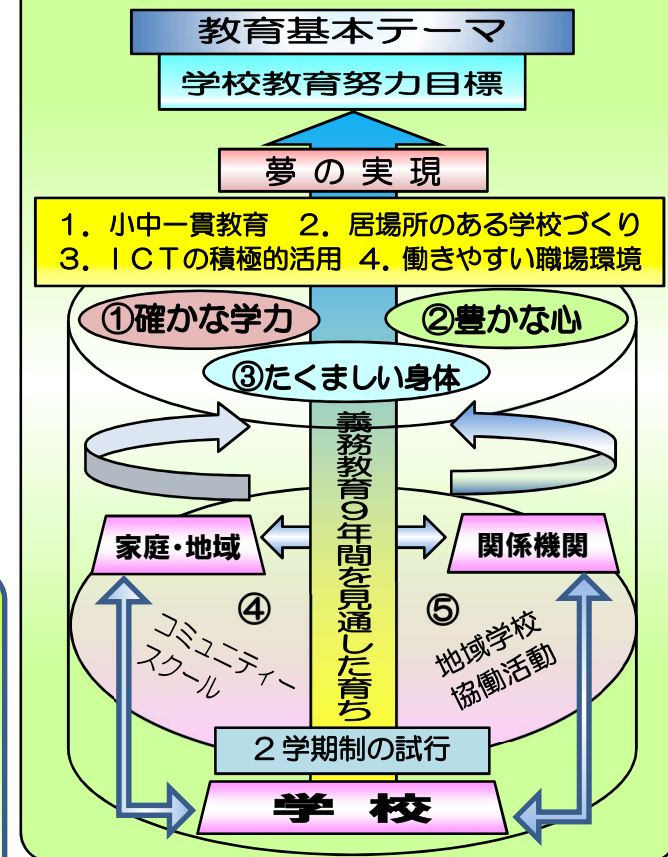 教育基本テーマ
学校教育努力目標
夢の実現
1．小中一貫教育　2．居場所のある学校づくり
3．ICTの積極的活用 4．働きやすい職場環境
①確かな学力
②豊かな心
③たくましい身体
義務教育9年間を見通した育ち
家庭・地域
関係機関
④
コミュニティー
スクール
⑤
地域学校
協働活動
2学期制の試行
学校